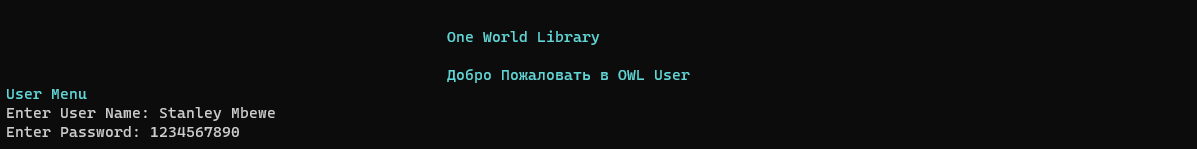 One World Library
Добро Пожаловать в OWL User
User Menu
Enter User Name: Stanley Mbewe
Enter Password: 1234567890